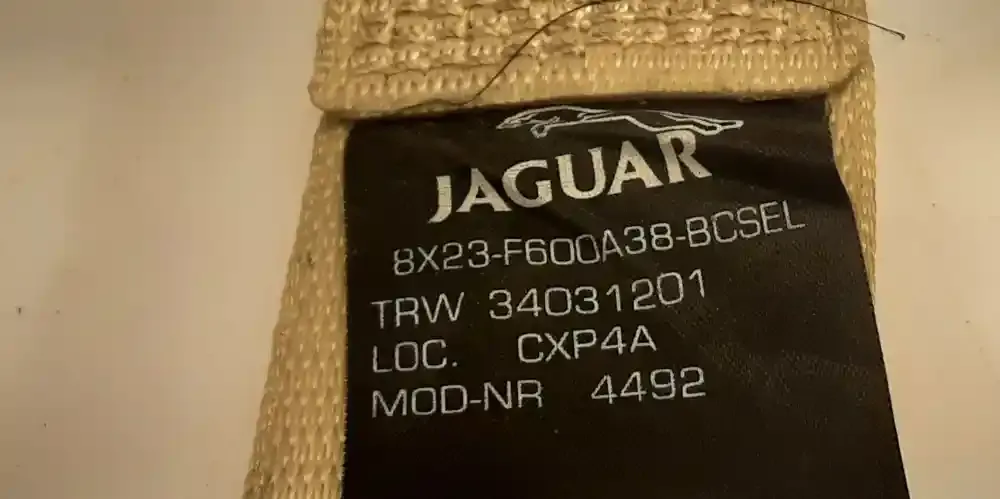 JAGUAR
8X23-F600A38-BCSEL
TRW 34031201
LOC. CXP4A
MOD-NR 4492